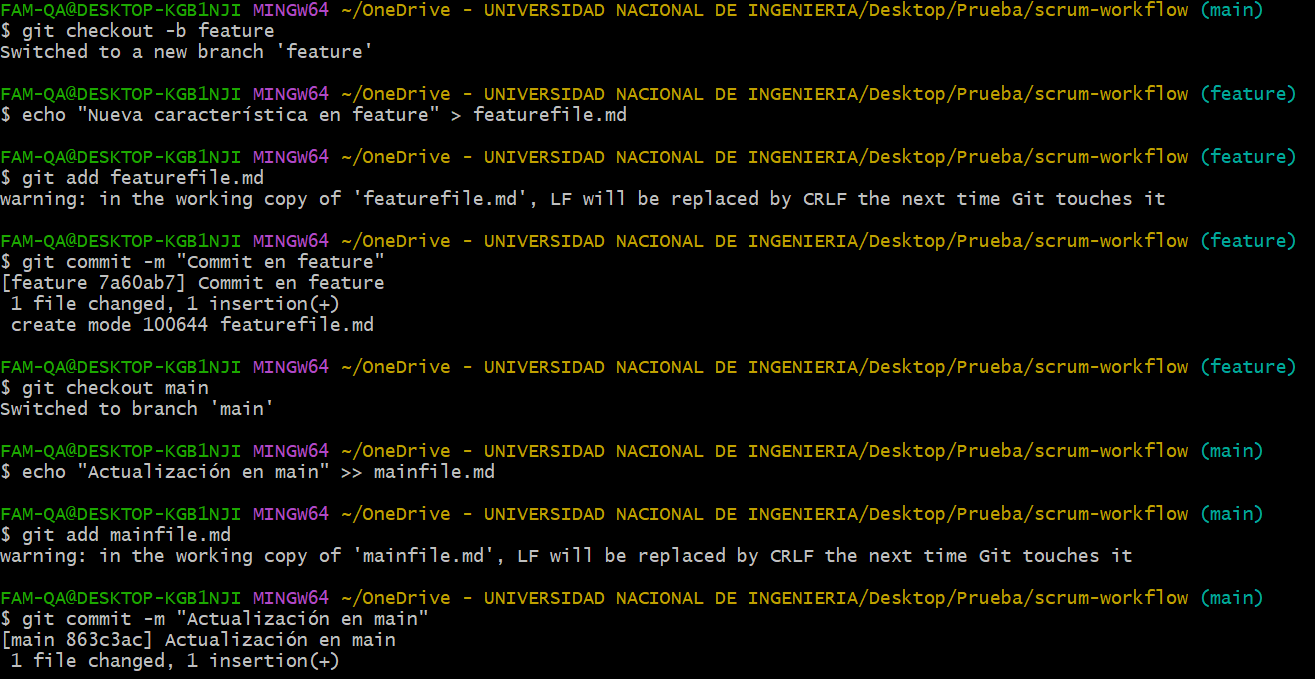 FAM-QA@DESKTOP-KGB1NJI MINGW64 ~/OneDrive - UNIVERSIDAD NACIONAL DE INGENIERIA/Desktop/Prueba/scrum-workflow (main)
$ git checkout -b feature
Switched to a new branch 'feature'
FAM-QA@DESKTOP-KGB1NJI MINGW64 ~/OneDrive - UNIVERSIDAD NACIONAL DE INGENIERIA/Desktop/Prueba/scrum-workflow (feature)
$ echo "Nueva característica en feature" > featurefile.md
FAM-QA@DESKTOP-KGB1NJI MINGW64 ~/OneDrive - UNIVERSIDAD NACIONAL DE INGENIERIA/Desktop/Prueba/scrum-workflow (feature)
$ git add featurefile.md
warning: in the working copy of 'featurefile.md', LF will be replaced by CRLF the next time Git touches it
FAM-QA@DESKTOP-KGB1NJI MINGW64 ~/OneDrive - UNIVERSIDAD NACIONAL DE INGENIERIA/Desktop/Prueba/scrum-workflow (feature)
$ git commit -m "Commit en feature"
[feature 7a60ab7] Commit en feature
 1 file changed, 1 insertion(+)
 create mode 100644 featurefile.md
FAM-QA@DESKTOP-KGB1NJI MINGW64 ~/OneDrive - UNIVERSIDAD NACIONAL DE INGENIERIA/Desktop/Prueba/scrum-workflow (feature)
$ git checkout main
Switched to branch 'main'
FAM-QA@DESKTOP-KGB1NJI MINGW64 ~/OneDrive - UNIVERSIDAD NACIONAL DE INGENIERIA/Desktop/Prueba/scrum-workflow (main)
$ echo "Actualización en main" >> mainfile.md
FAM-QA@DESKTOP-KGB1NJI MINGW64 ~/OneDrive - UNIVERSIDAD NACIONAL DE INGENIERIA/Desktop/Prueba/scrum-workflow (main)
$ git add mainfile.md
warning: in the working copy of 'mainfile.md', LF will be replaced by CRLF the next time Git touches it
FAM-QA@DESKTOP-KGB1NJI MINGW64 ~/OneDrive - UNIVERSIDAD NACIONAL DE INGENIERIA/Desktop/Prueba/scrum-workflow (main)
$ git commit -m "Actualización en main"
[main 863c3ac] Actualización en main
 1 file changed, 1 insertion(+)